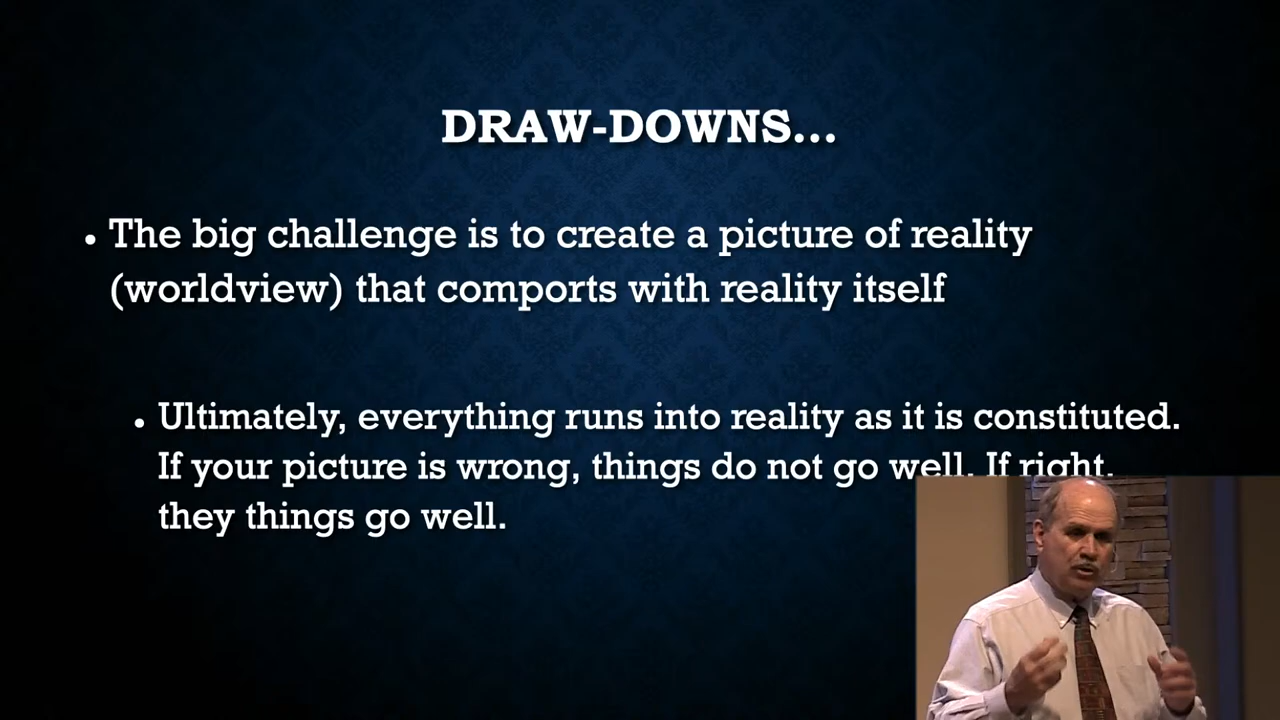 DRAW-DOWNS...
• The big challenge is to create a picture of reality
(worldview) that comports with reality itself
• Ultimately, everything runs into reality as it is constituted.
If your picture is wrong, things do not go well. If right,
they things go well.